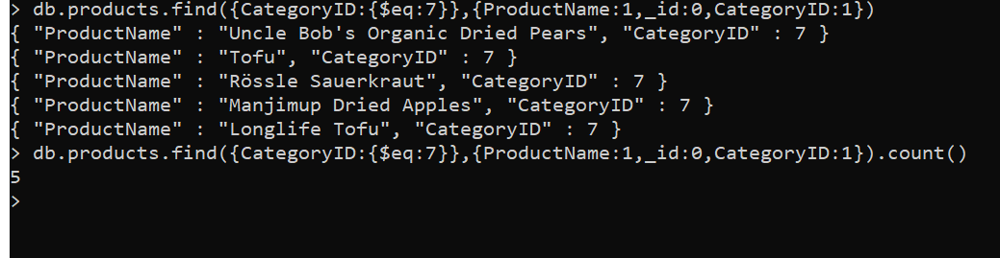 > db.products.find({CategoryID:{$eq:7}},{ProductName:1,_id:0,CategoryID:1})
{ "ProductName" : "Uncle Bob's Organic Dried Pears", "CategoryID" : 7 }
{ "ProductName" : "Tofu", "CategoryID" : 7 }
{ "ProductName" : "Rössle Sauerkraut", "CategoryID" : 7 }
{ "ProductName" : "Manjimup Dried Apples", "CategoryID" : 7 }
{ "ProductName" : "Longlife Tofu", "CategoryID" : 7 }
> db.products.find({CategoryID:{$eq:7}},{ProductName:1,_id:0,CategoryID:1}).count()
5
>